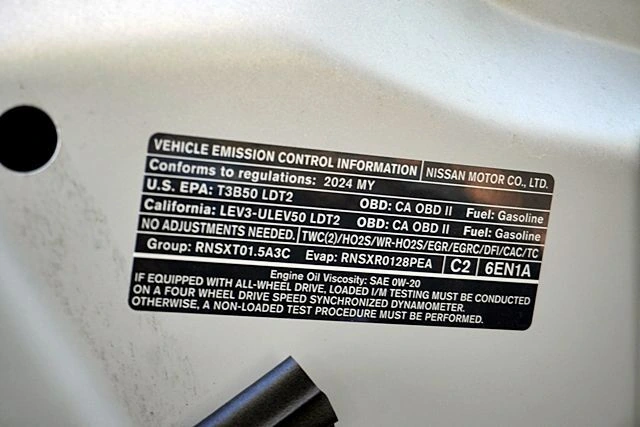 VEHICLE EMISSION CONTROL INFORMATION NISSAN MOTOR CO., LTD.
Conforms to regulations: 2024 MY
U.S. EPA: T3B50 LDT2 OBD: CA OBD II Fuel: Gasoline
California: LEV3-ULEV50 LDT2 OBD: CA OBD II Fuel: Gasoline
NO ADJUSTMENTS NEEDED. TWC(2)/HO2S/WR-HO2S/EGR/EGRC/DFI/CAC/TC
Group: RNSXT01.5A3C Evap: RNSXR0128PEA C2 6EN1A
Engine Oil Viscosity: SAE 0W-20
IF EQUIPPED WITH ALL-WHEEL DRIVE, LOADED I/M TESTING MUST BE CONDUCTED
ON A FOUR WHEEL DRIVE SPEED SYNCHRONIZED DYNAMOMETER.
OTHERWISE, A NON-LOADED TEST PROCEDURE MUST BE PERFORMED.